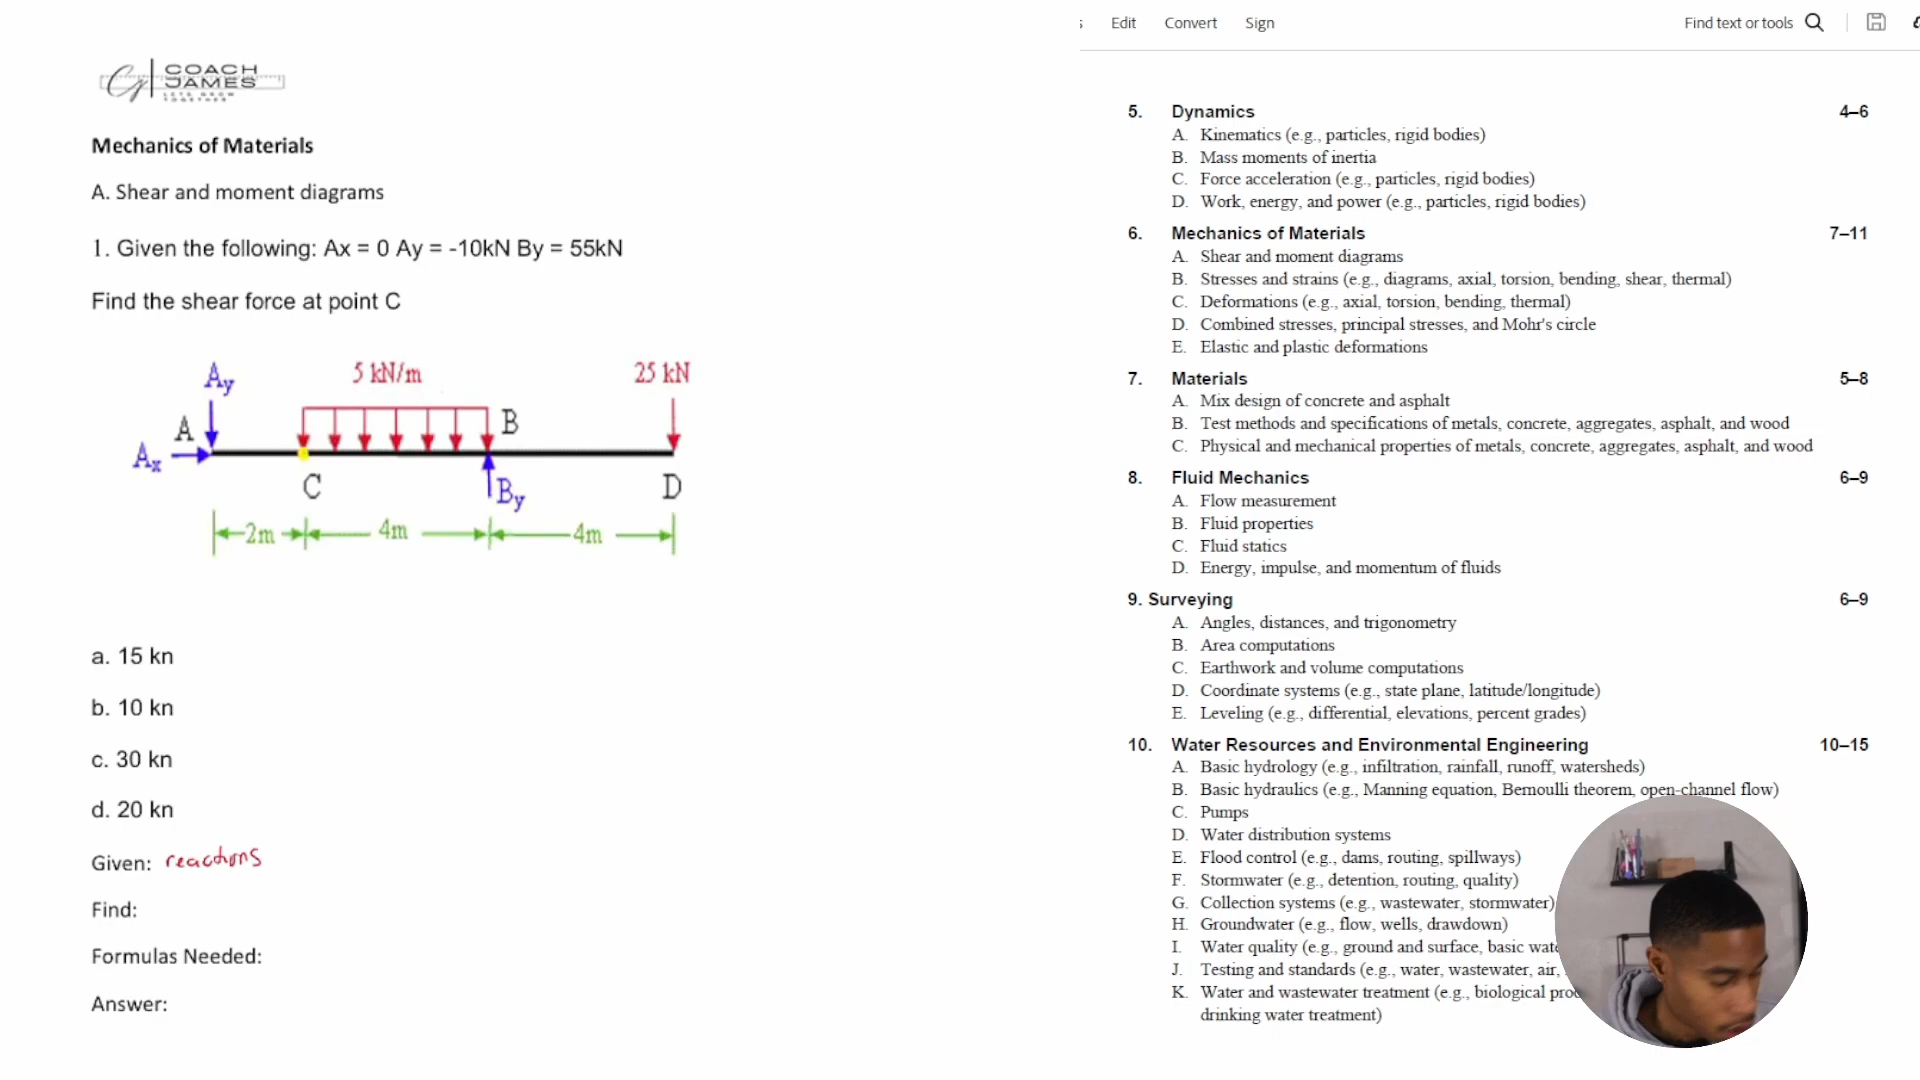 COACH
JAMES
LETS GROW
TOGETHER
Mechanics of Materials
A. Shear and moment diagrams
1. Given the following: Ax = 0 Ay = -10kN By = 55kN
Find the shear force at point C
Ay
5 kN/m
25 kN
A
B
Ax
C
By
D
2m
4m
4m
a. 15 kn
b. 10 kn
c. 30 kn
d. 20 kn
Given: reactions
Find:
Formulas Needed:
Answer:
Edit Convert Sign Find text or tools
5. Dynamics 4–6
A. Kinematics (e.g., particles, rigid bodies)
B. Mass moments of inertia
C. Force acceleration (e.g., particles, rigid bodies)
D. Work, energy, and power (e.g., particles, rigid bodies)
6. Mechanics of Materials 7–11
A. Shear and moment diagrams
B. Stresses and strains (e.g., diagrams, axial, torsion, bending, shear, thermal)
C. Deformations (e.g., axial, torsion, bending, thermal)
D. Combined stresses, principal stresses, and Mohr's circle
E. Elastic and plastic deformations
7. Materials 5–8
A. Mix design of concrete and asphalt
B. Test methods and specifications of metals, concrete, aggregates, asphalt, and wood
C. Physical and mechanical properties of metals, concrete, aggregates, asphalt, and wood
8. Fluid Mechanics 6–9
A. Flow measurement
B. Fluid properties
C. Fluid statics
D. Energy, impulse, and momentum of fluids
9. Surveying 6–9
A. Angles, distances, and trigonometry
B. Area computations
C. Earthwork and volume computations
D. Coordinate systems (e.g., state plane, latitude/longitude)
E. Leveling (e.g., differential, elevations, percent grades)
10. Water Resources and Environmental Engineering 10–15
A. Basic hydrology (e.g., infiltration, rainfall, runoff, watersheds)
B. Basic hydraulics (e.g., Manning equation, Bernoulli theorem, open-channel flow)
C. Pumps
D. Water distribution systems
E. Flood control (e.g., dams, routing, spillways)
F. Stormwater (e.g., detention, routing, quality)
G. Collection systems (e.g., wastewater, stormwater)
H. Groundwater (e.g., flow, wells, drawdown)
I. Water quality (e.g., ground and surface, basic
J. Testing and standards (e.g., water, wastewater, air,
K. Water and wastewater treatment (e.g., biological
drinking water treatment)